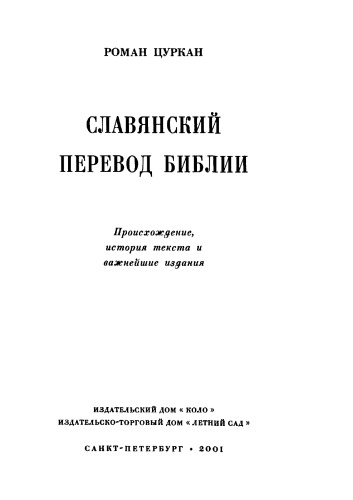 РОМАН ЦУРКАН
СЛАВЯНСКИЙ
ПЕРЕВОД БИБЛИИ
Происхождение,
история текста и
важнейшие издания
ИЗДАТЕЛЬСКИЙ ДОМ «КОЛО»
ИЗДАТЕЛЬСКО-ТОРГОВЫЙ ДОМ «ЛЕТНИЙ САД»
САНКТ-ПЕТЕРБУРГ • 2001